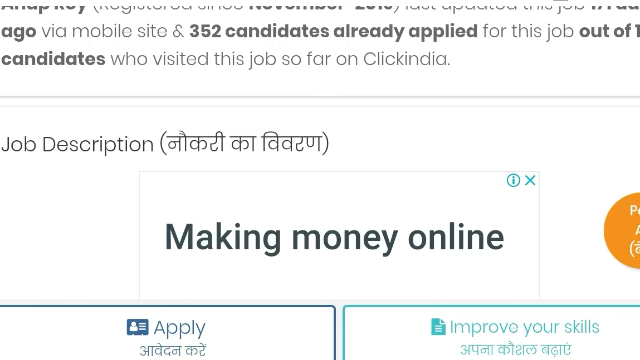 ago via mobile site & 352 candidates already applied for this job out of
candidates who visited this job so far on Clickindia.
Job Description (नौकरी का विवरण)
Making money online
Apply
आवेदन करें
Improve your skills
अपना कौशल बढ़ाएं